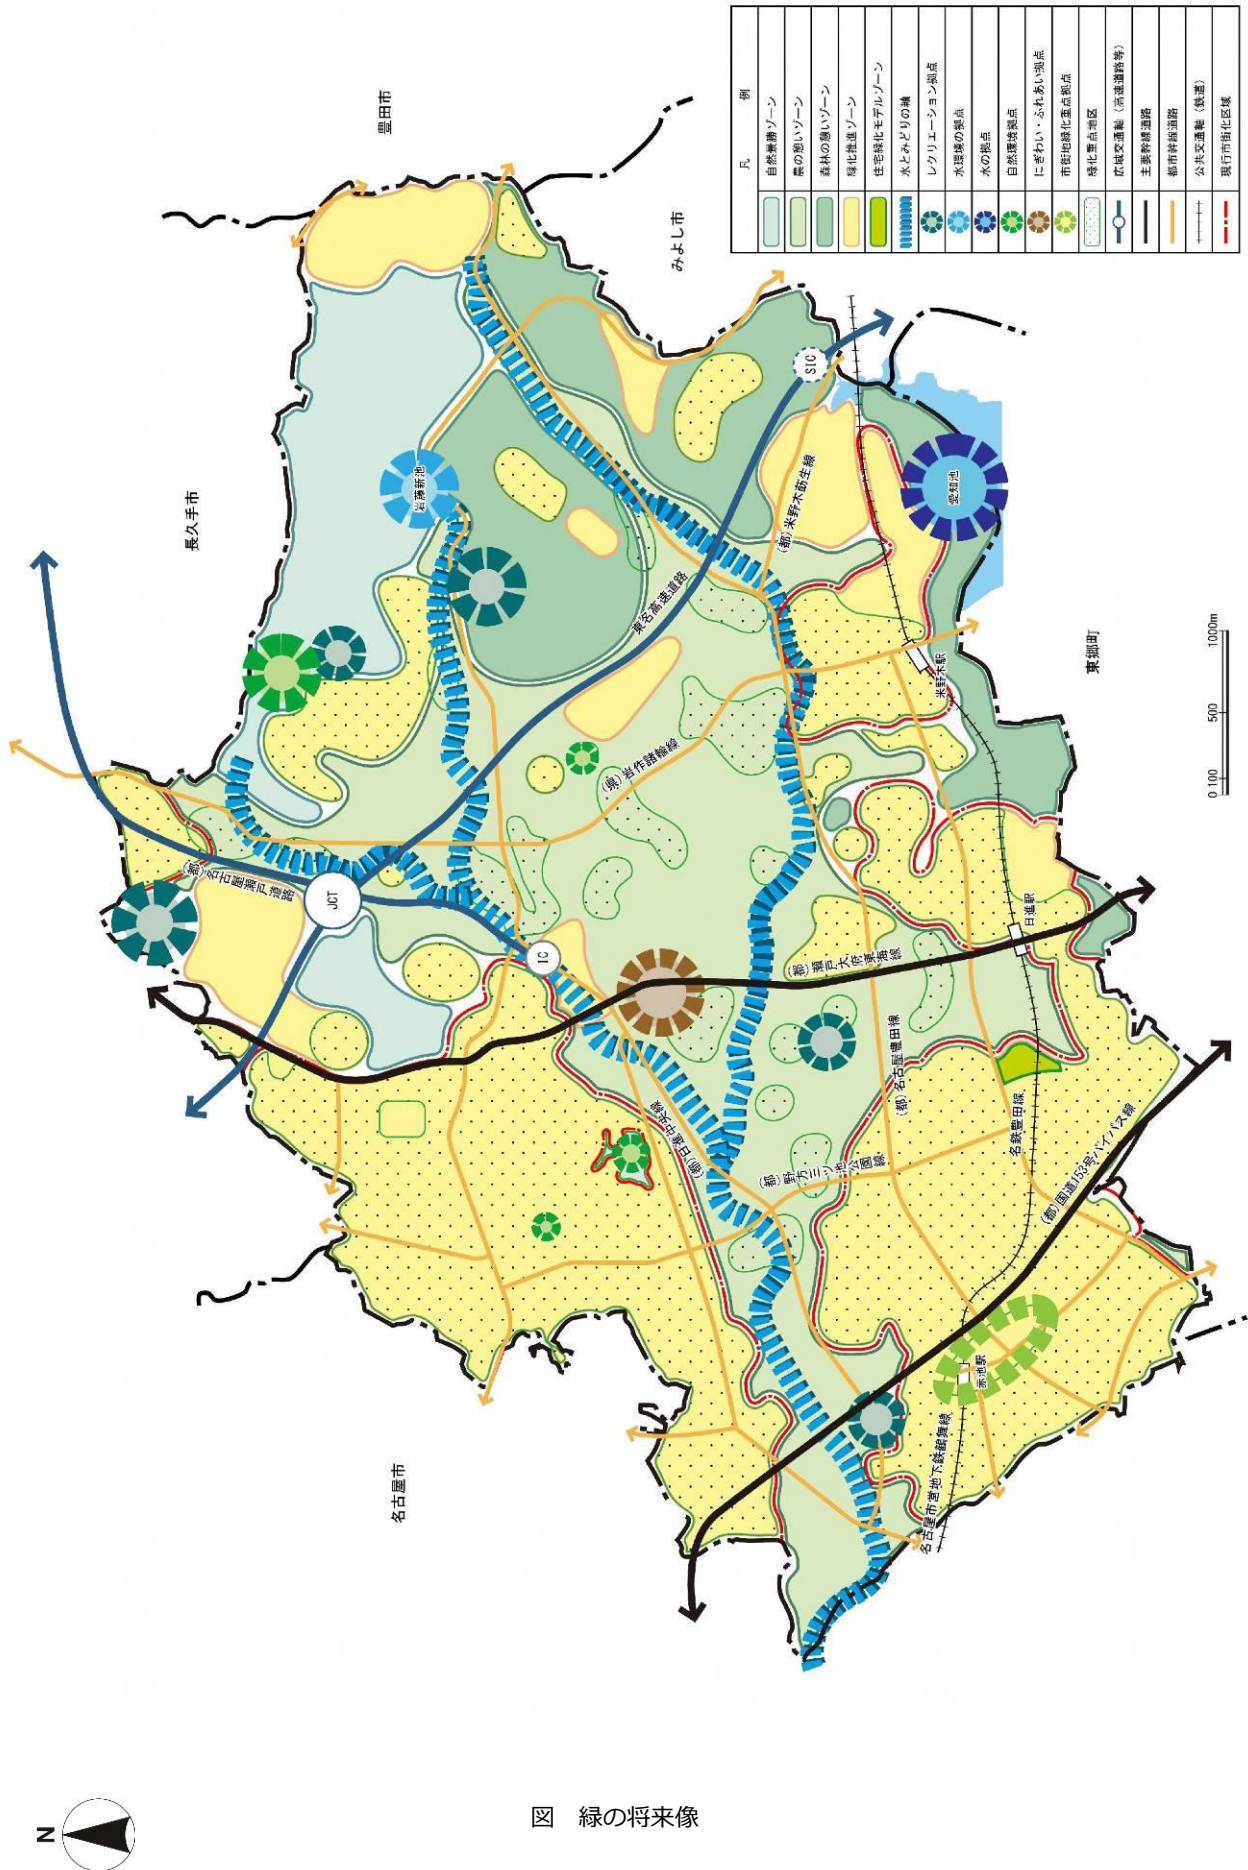 豊田市
みよし市
長久手市
東郷町
名古屋市
凡 例
自然景勝ゾーン
農の憩いゾーン
森林の憩いゾーン
緑化推進ゾーン
住宅緑化モデルゾーン
水とみどりの軸
レクリエーション拠点
水環境の拠点
水の拠点
自然環境拠点
にぎわい・ふれあい拠点
市街地緑化重点拠点
緑化重点地区
広域交通軸（高速道路等）
主要幹線道路
都市幹線道路
公共交通軸（鉄道）
現行市街化区域
岩藤新池
愛知池
SIC
JCT
IC
(都)米野木莇生線
東名高速道路
(県)岩作諸輪線
(都)名古屋瀬戸道路
米野木駅
日進駅
(都)瀬戸大府東海線
(都)名古屋豊田線
名鉄豊田線
(都)日進中央線
(都)野方三ツ池公園線
(都)国道153号バイパス線
赤池駅
名古屋市営地下鉄鶴舞線
0 100 500 1000m
N
図 緑の将来像